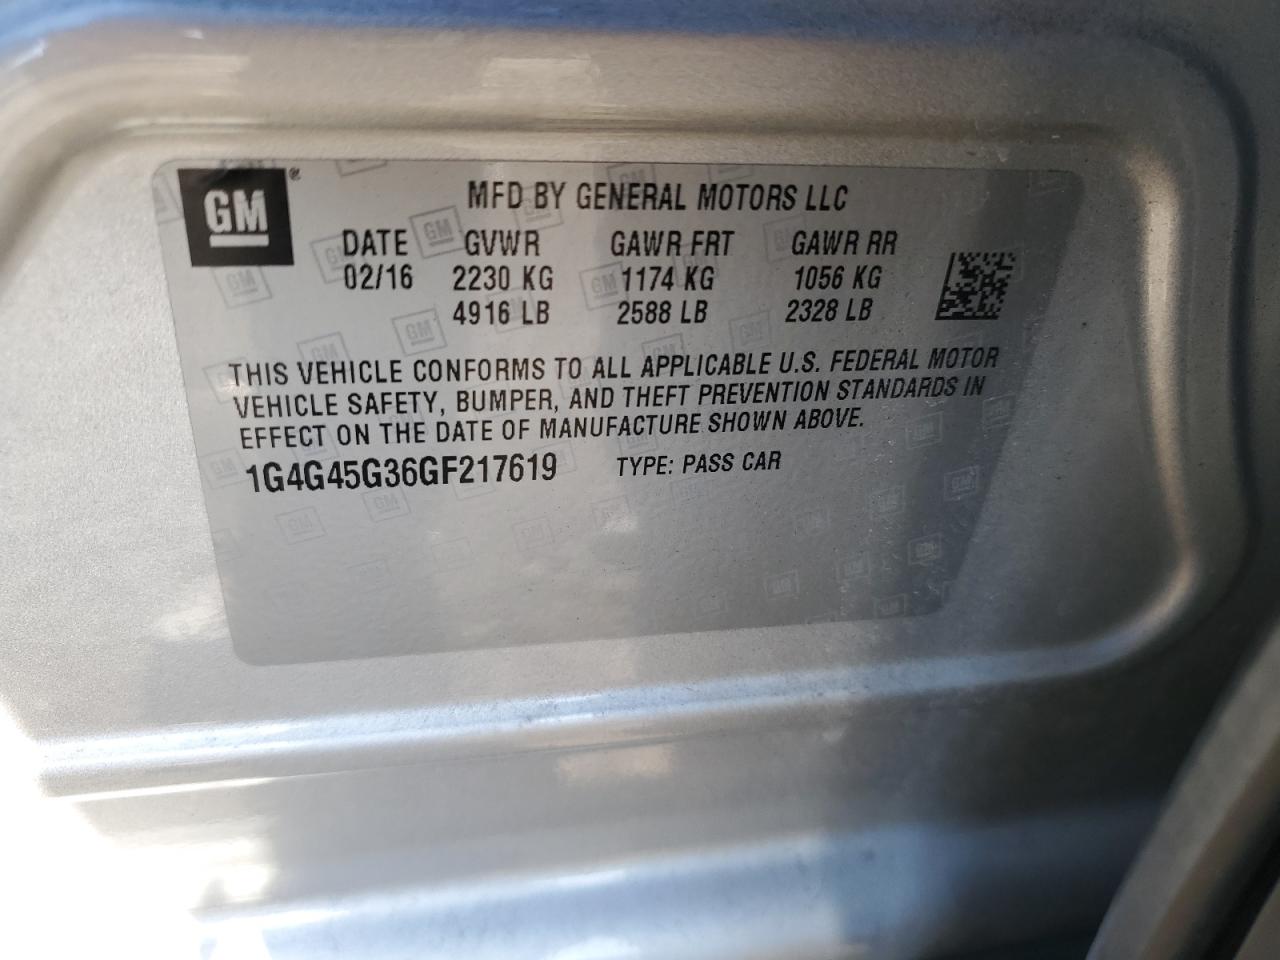 GM®
MFD BY GENERAL MOTORS LLC
DATE GVWR GAWR FRT GAWR RR
02/16 2230 KG 1174 KG 1056 KG
4916 LB 2588 LB 2328 LB
THIS VEHICLE CONFORMS TO ALL APPLICABLE U.S. FEDERAL MOTOR
VEHICLE SAFETY, BUMPER, AND THEFT PREVENTION STANDARDS IN
EFFECT ON THE DATE OF MANUFACTURE SHOWN ABOVE.
1G4G45G36GF217619 TYPE: PASS CAR